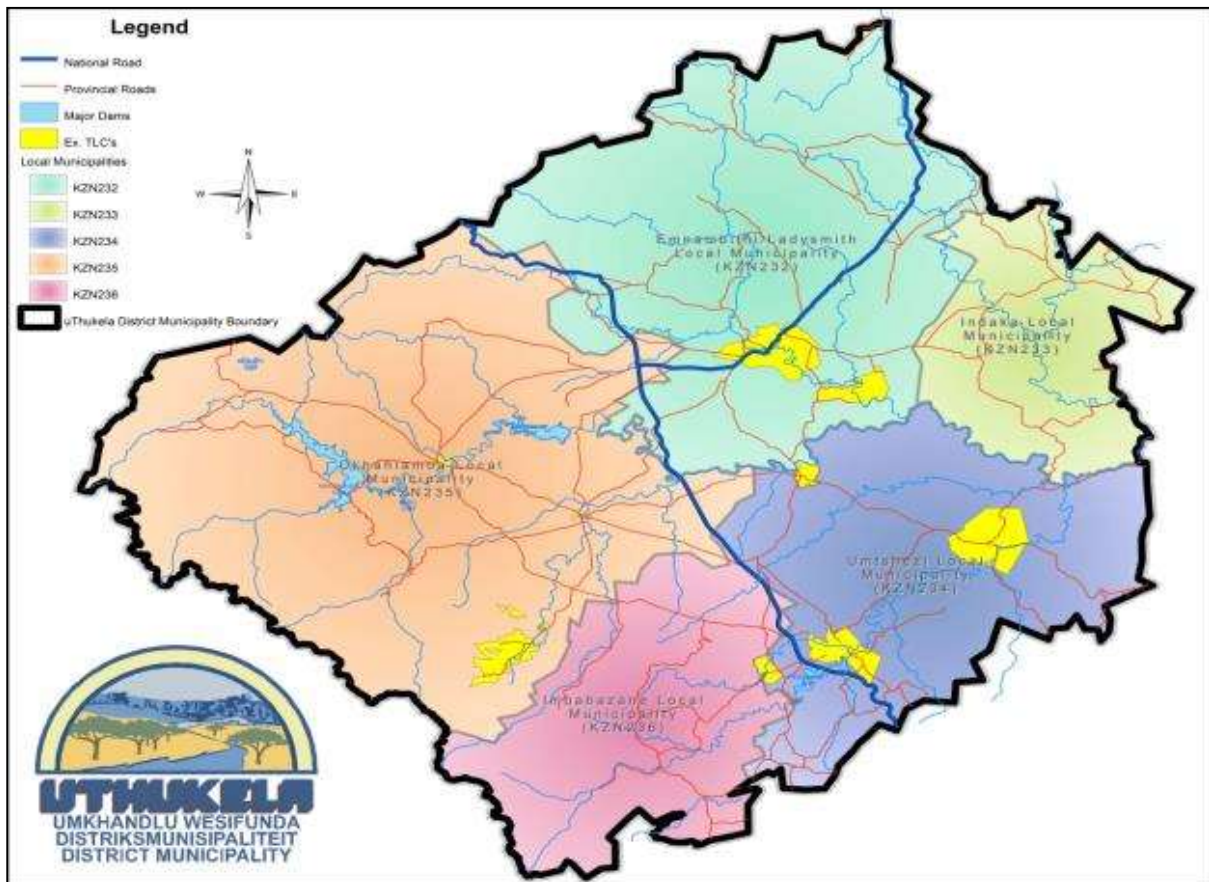 Legend
National Road
Provincial Roads
Major Dams
Ex. TLC's
Local Municipalities
KZN232
KZN233
KZN234
KZN235
KZN236
uThukela District Municipality Boundary
N
W
E
S
Emnambithi/Ladysmith
Local Municipality
(KZN232)
Indaka Local
Municipality
(KZN233)
Okhahlamba Local
Municipality
(KZN235)
Umtshezi Local
Municipality
(KZN234)
Imbabazane Local
Municipality
(KZN236)
UTHUKELA
UMKHANDLU WESIFUNDA
DISTRIKSMUNISIPALITEIT
DISTRICT MUNICIPALITY